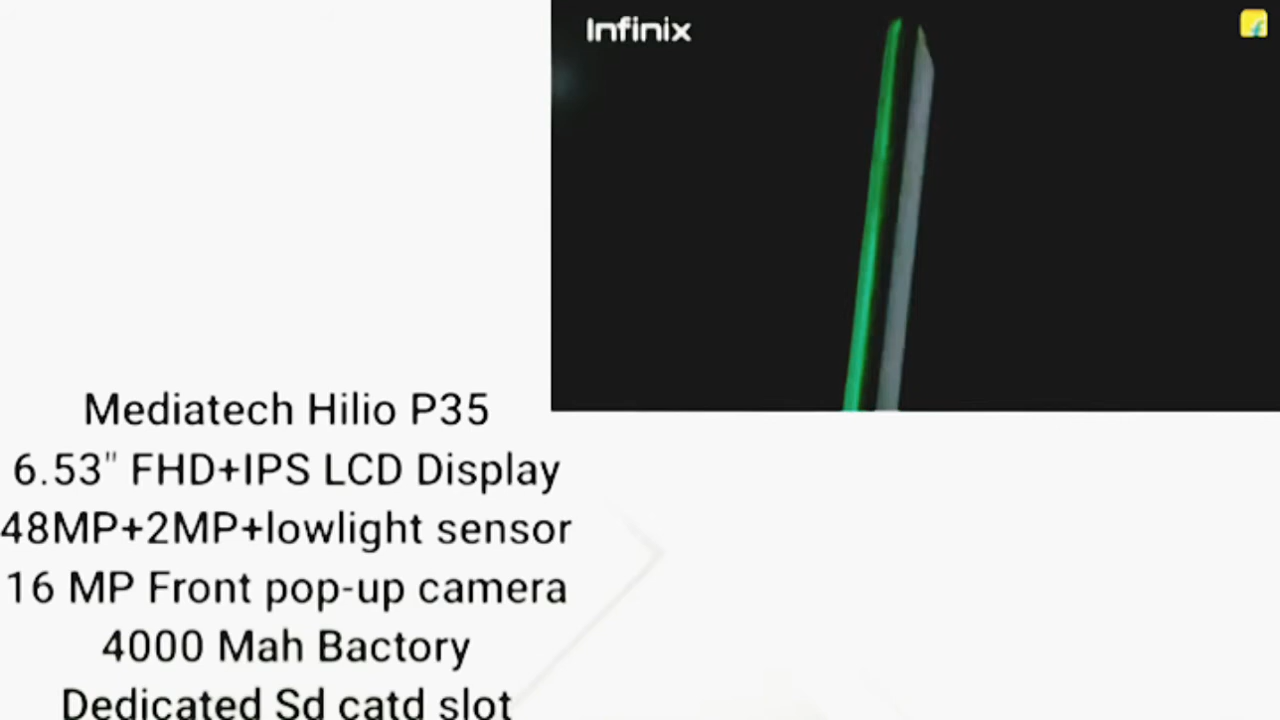 Infinix
Mediatech Hilio P35
6.53" FHD+IPS LCD Display
48MP+2MP+lowlight sensor
16 MP Front pop-up camera
4000 Mah Bactory
Dedicated Sd catd slot